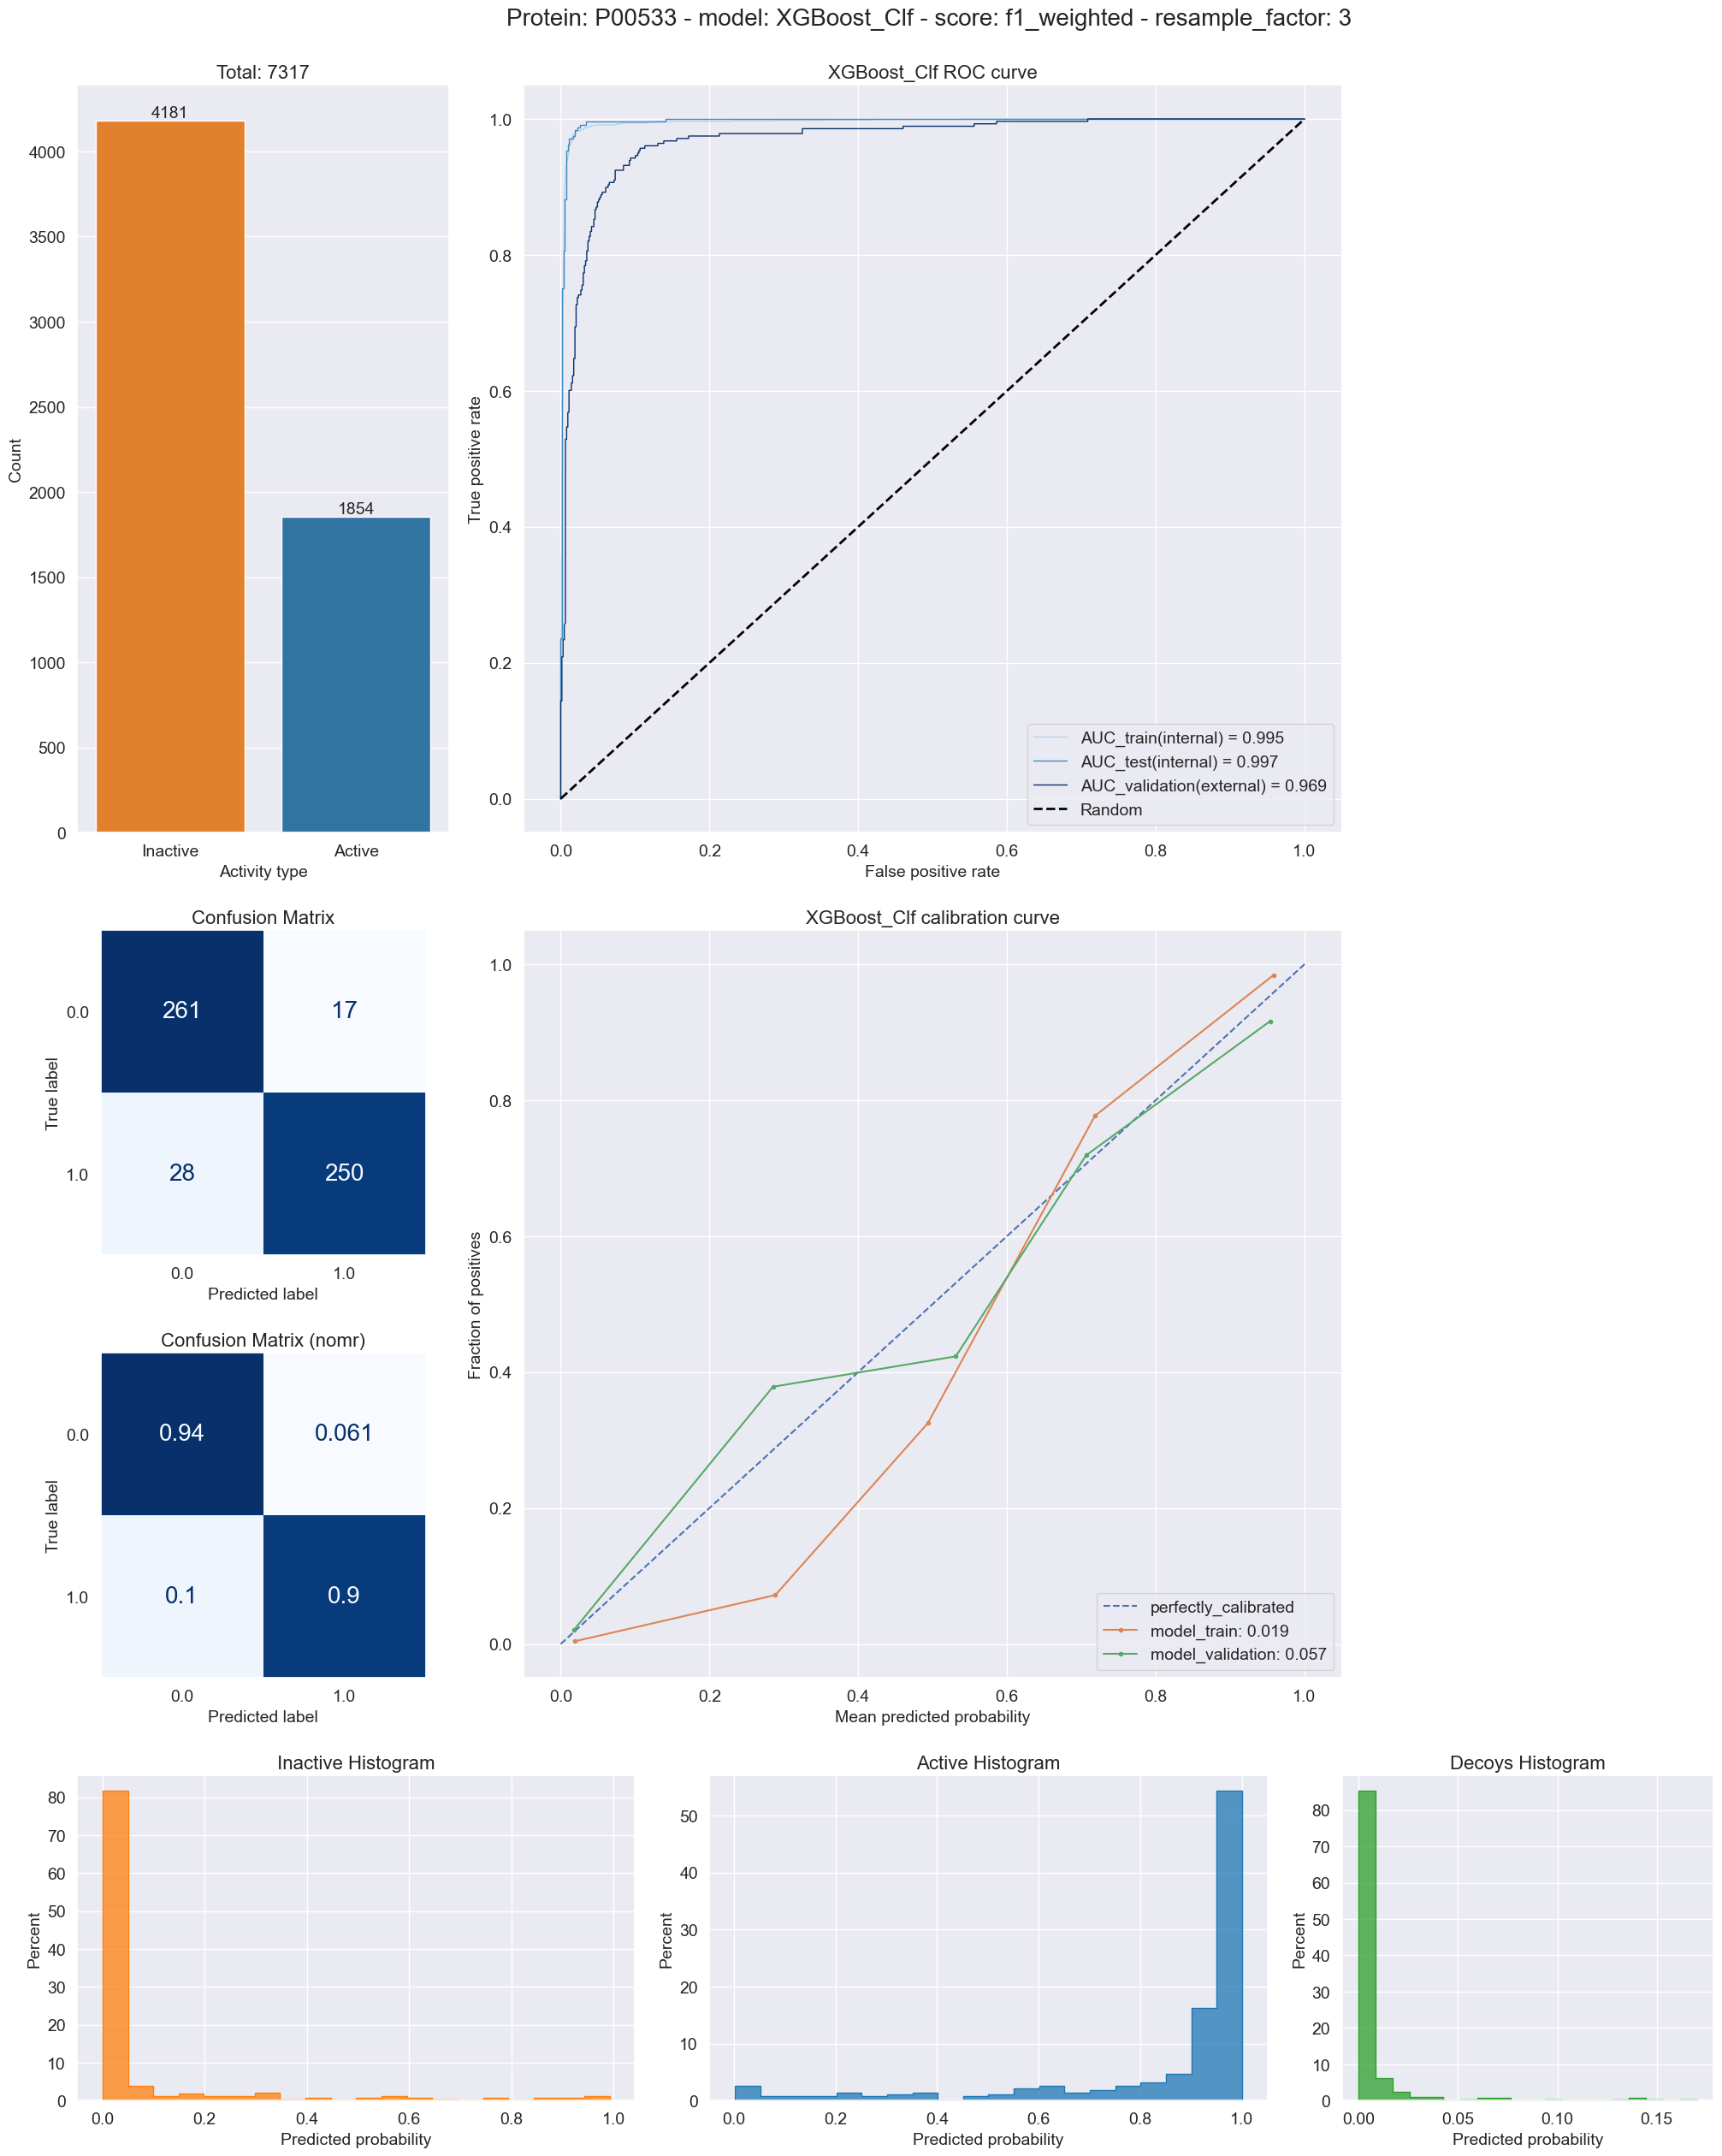 Protein: P00533 - model: XGBoost_Clf - score: f1_weighted - resample_factor: 3
Total: 7317
4181
1854
4000
3500
3000
2500
2000
1500
1000
500
0
Count
Inactive Active
Activity type
XGBoost_Clf ROC curve
1.0
0.8
0.6
0.4
0.2
0.0
True positive rate
AUC_train(internal) = 0.995
AUC_test(internal) = 0.997
AUC_validation(external) = 0.969
Random
0.0 0.2 0.4 0.6 0.8 1.0
False positive rate
Confusion Matrix
0.0 261 17
1.0 28 250
True label
0.0 1.0
Predicted label
Confusion Matrix (nomr)
0.0 0.94 0.061
1.0 0.1 0.9
True label
0.0 1.0
Predicted label
XGBoost_Clf calibration curve
1.0
0.8
0.6
0.4
0.2
0.0
Fraction of positives
perfectly_calibrated
model_train: 0.019
model_validation: 0.057
0.0 0.2 0.4 0.6 0.8 1.0
Mean predicted probability
Inactive Histogram
80
70
60
50
40
30
20
10
0
Percent
0.0 0.2 0.4 0.6 0.8 1.0
Predicted probability
Active Histogram
50
40
30
20
10
0
Percent
0.0 0.2 0.4 0.6 0.8 1.0
Predicted probability
Decoys Histogram
80
70
60
50
40
30
20
10
0
Percent
0.00 0.05 0.10 0.15
Predicted probability